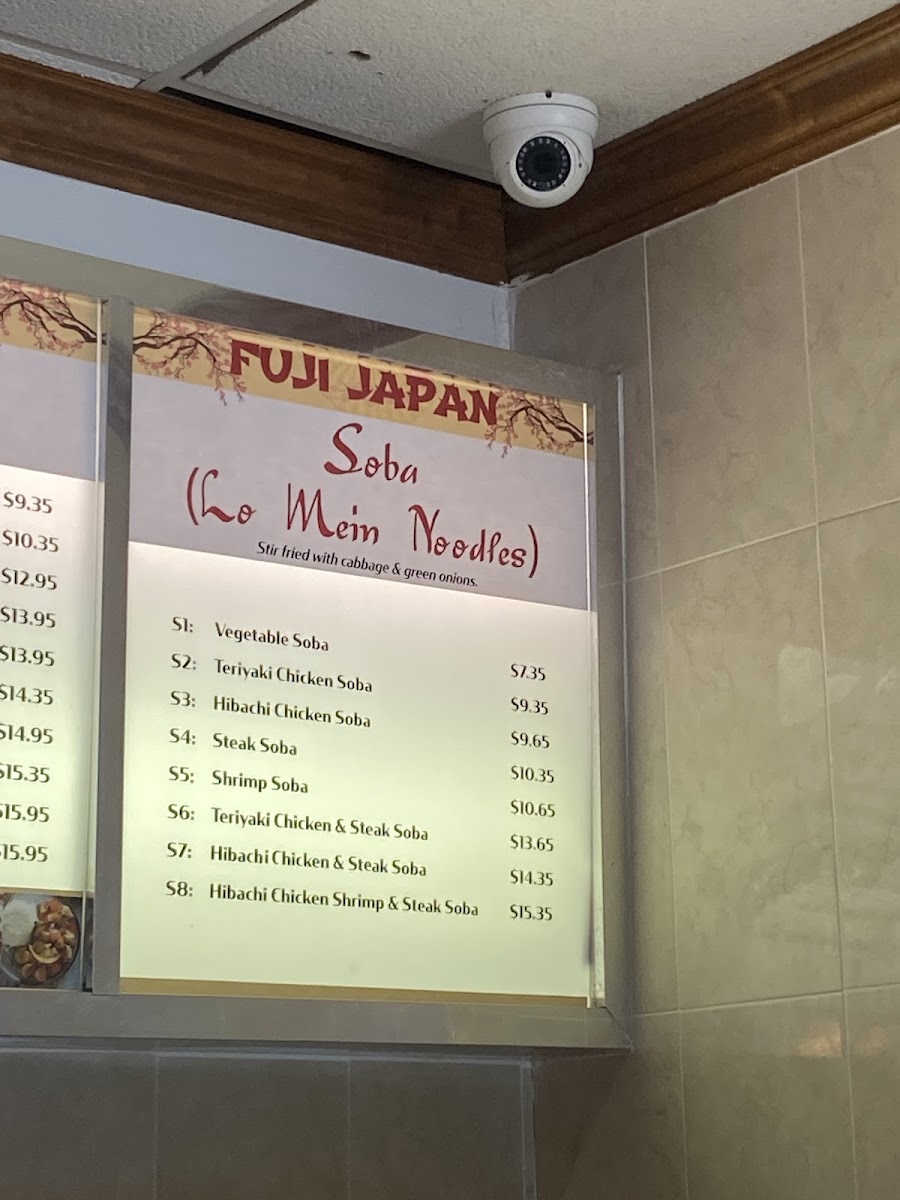 $9.35
$10.35
$12.95
$13.95
$13.95
$14.35
$14.95
$15.35
$15.95
$15.95
FUJI JAPAN
Soba
(Lo Mein Noodles)
Stir fried with cabbage & green onions.
S1: Vegetable Soba $7.35
S2: Teriyaki Chicken Soba $9.35
S3: Hibachi Chicken Soba $9.65
S4: Steak Soba $10.35
S5: Shrimp Soba $10.65
S6: Teriyaki Chicken & Steak Soba $13.65
S7: Hibachi Chicken & Steak Soba $14.35
S8: Hibachi Chicken Shrimp & Steak Soba $15.35